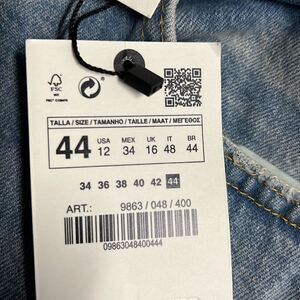 FSC
TALLA / SIZE / TAMANHO / TAILLE / MAAT / ΜΕΓΕΘΟΣ
44 USA 12 MEX 34 UK 16 IT 48 BR 44
34 36 38 40 42 44
ART.: 9863 / 048 / 400
09863048400444